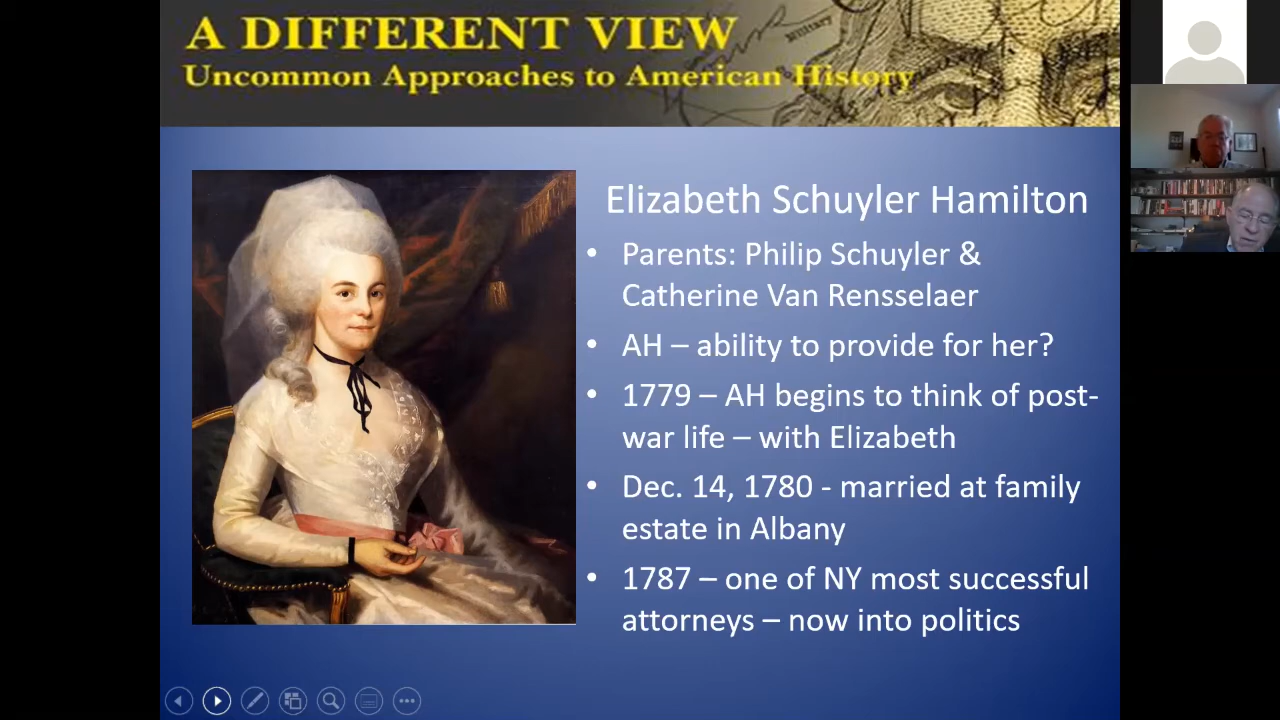 A DIFFERENT VIEW
Uncommon Approaches to American History
Military
Elizabeth Schuyler Hamilton
• Parents: Philip Schuyler &
Catherine Van Rensselaer
• AH – ability to provide for her?
• 1779 – AH begins to think of post-
war life – with Elizabeth
• Dec. 14, 1780 - married at family
estate in Albany
• 1787 – one of NY most successful
attorneys – now into politics